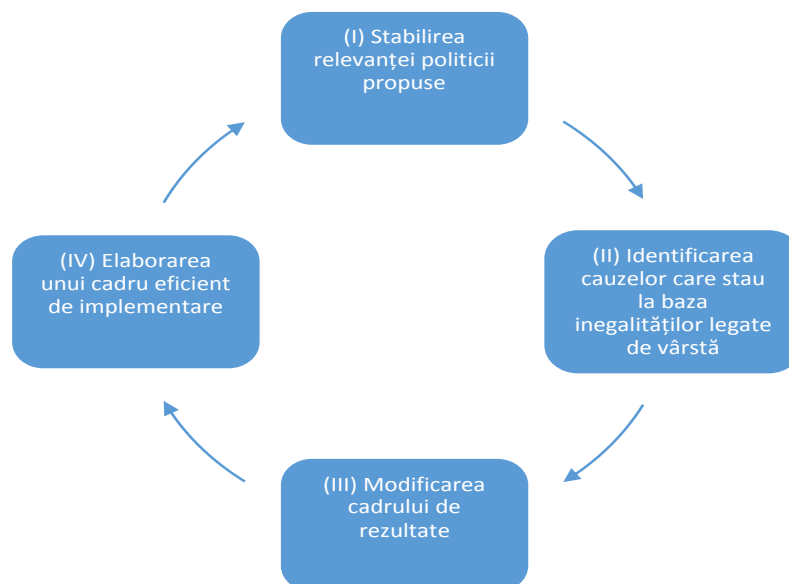 (I) Stabilirea
relevanței politicii
propuse
(II) Identificarea
cauzelor care stau
la baza
inegalităților legate
de vârstă
(III) Modificarea
cadrului de
rezultate
(IV) Elaborarea
unui cadru eficient
de implementare